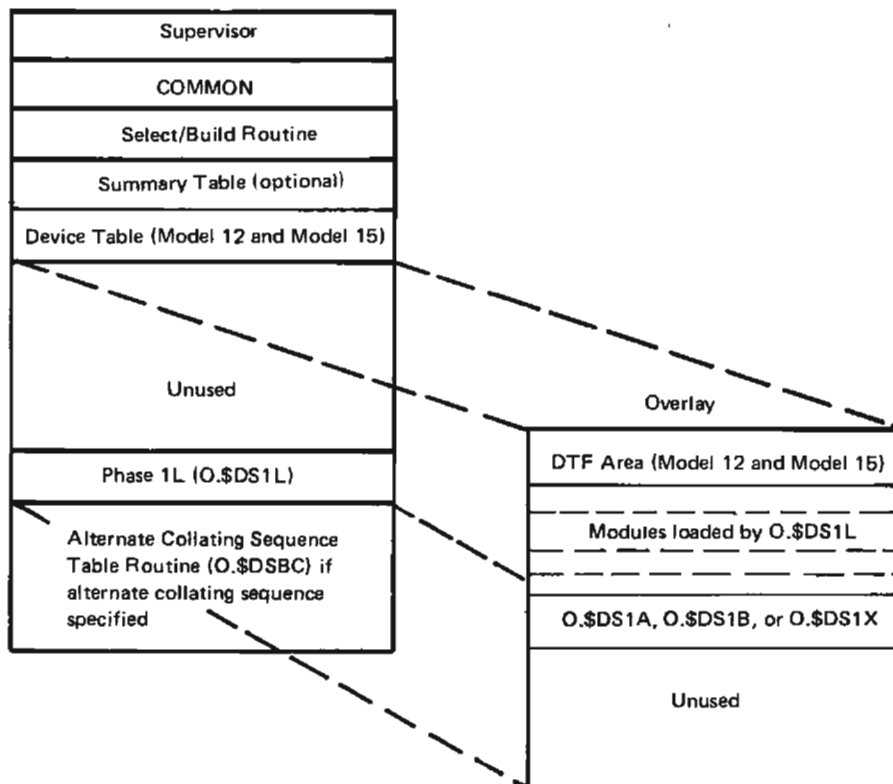 Supervisor
COMMON
Select/Build Routine
Summary Table (optional)
Device Table (Model 12 and Model 15)
Unused
Phase 1L (O.$DS1L)
Alternate Collating Sequence
Table Routine (O.$DSBC) if
alternate collating sequence
specified
Overlay
DTF Area (Model 12 and Model 15)
Modules loaded by O.$DS1L
O.$DS1A, O.$DS1B, or O.$DS1X
Unused